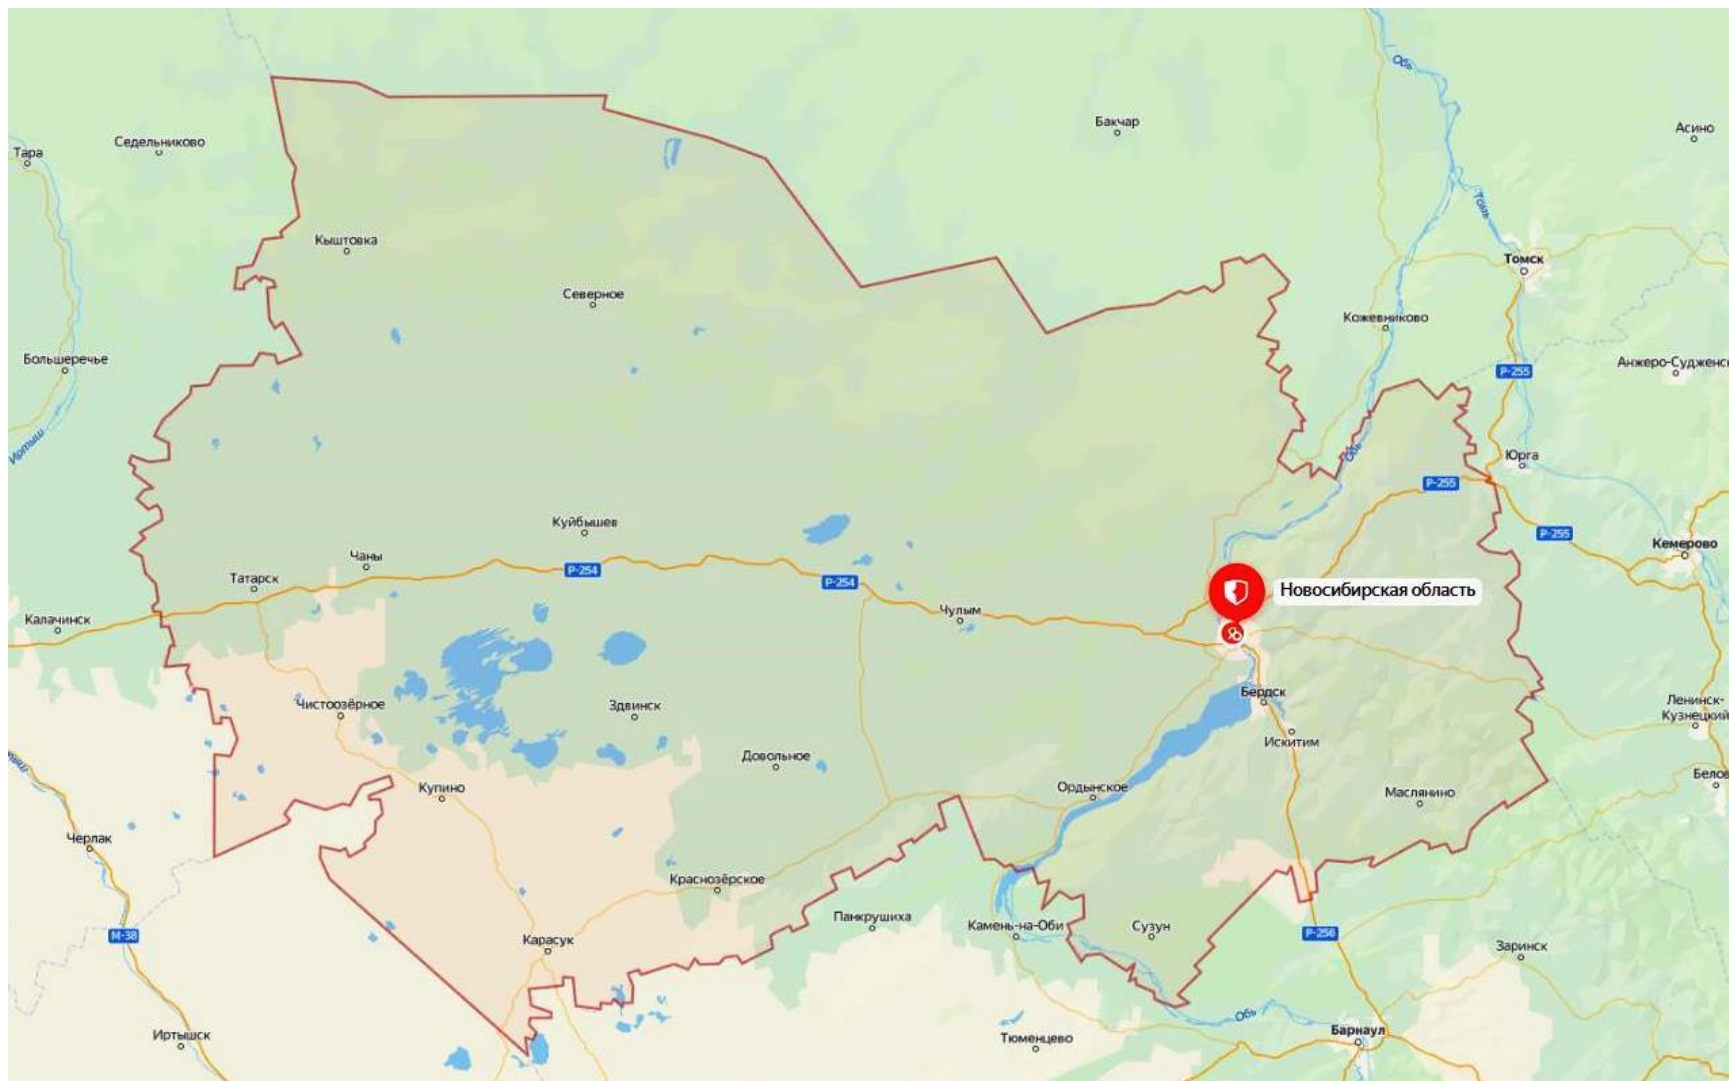 Обь
Бакчар
Асино
Седельниково
Тара
Томь
Кыштовка
Томск
Северное
Кожевниково
Большеречье
Анжеро-Судженск
Р-255
Иртыш
Обь
Юрга
Р-255
Куйбышев
Р-255
Кемерово
Чаны
Татарск
Р-254
Р-254
Новосибирская область
Калачинск
Чулым
Бердск
Ленинск-
Кузнецкий
Чистоозёрное
Здвинск
Искитим
Довольное
Купино
Ордынское
Маслянино
Черлак
Краснозёрское
Панкрушиха
Камень-на-Оби
Сузун
М-38
Карасук
Р-256
Заринск
Обь
Иртышск
Тюменцево
Барнаул